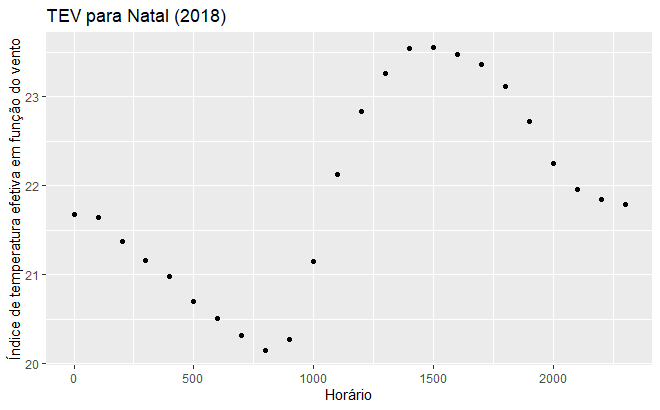 TEV para Natal (2018)
Índice de temperatura efetiva em função do vento
23
22
21
20
0 500 1000 1500 2000
Horário